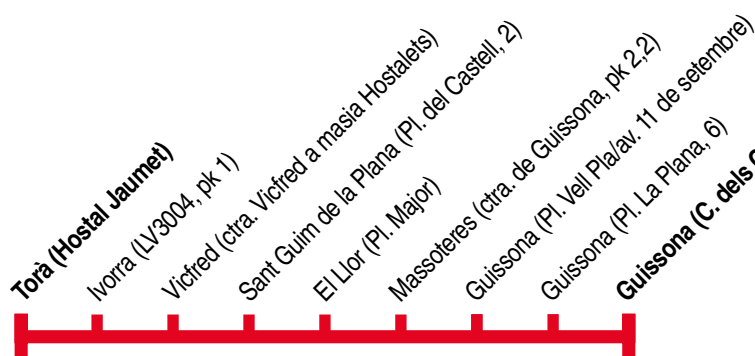 Torà (Hostal Jaumet)
Ivorra (LV3004, pk 1)
Vicfred (ctra. Vicfred a masia Hostalets)
Sant Guim de la Plana (Pl. del Castell, 2)
El Llor (Pl. Major)
Massoteres (ctra. de Guissona, pk 2,2)
Guissona (Pl. Vell Pla/av. 11 de setembre)
Guissona (Pl. La Plana, 6)
Guissona (C. dels